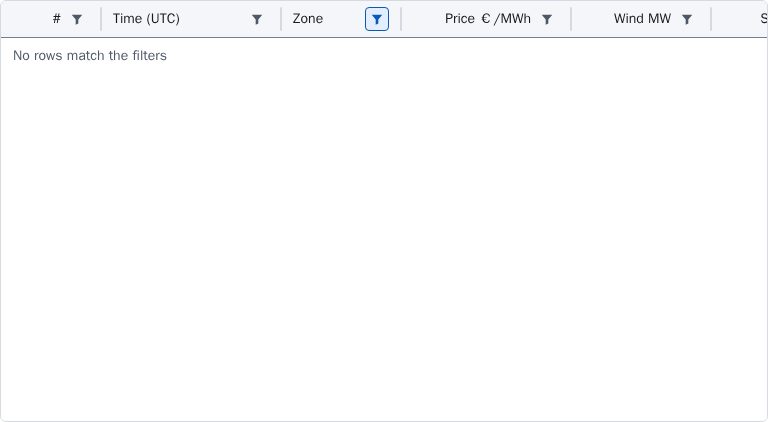 # Time (UTC) Zone Price €/MWh Wind MW S
No rows match the filters